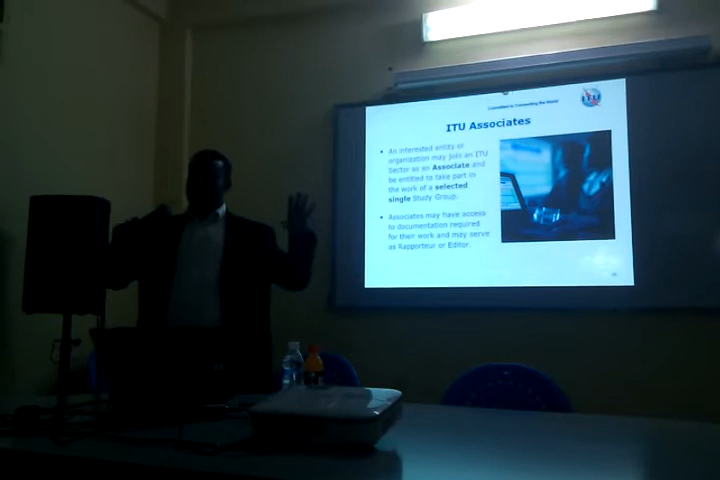 Committed to Connecting the World
ITU
ITU Associates
• An interested entity or
organization may join an ITU
Sector as an Associate and
be entitled to take part in
the work of a selected
single Study Group.
• Associates may have access
to documentation required
for their work and may serve
as Rapporteur or Editor.